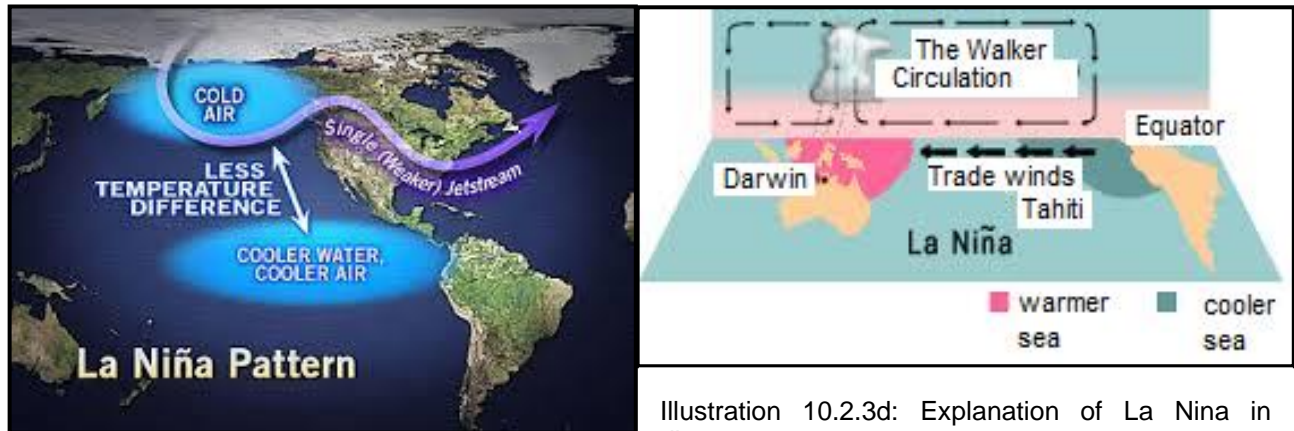 COLD
AIR
Single (Weaker) Jetstream
LESS
TEMPERATURE
DIFFERENCE
COOLER WATER,
COOLER AIR
La Niña Pattern
The Walker
Circulation
Equator
Darwin
Trade winds
Tahiti
La Niña
warmer
sea
cooler
sea
Illustration 10.2.3d: Explanation of La Nina in